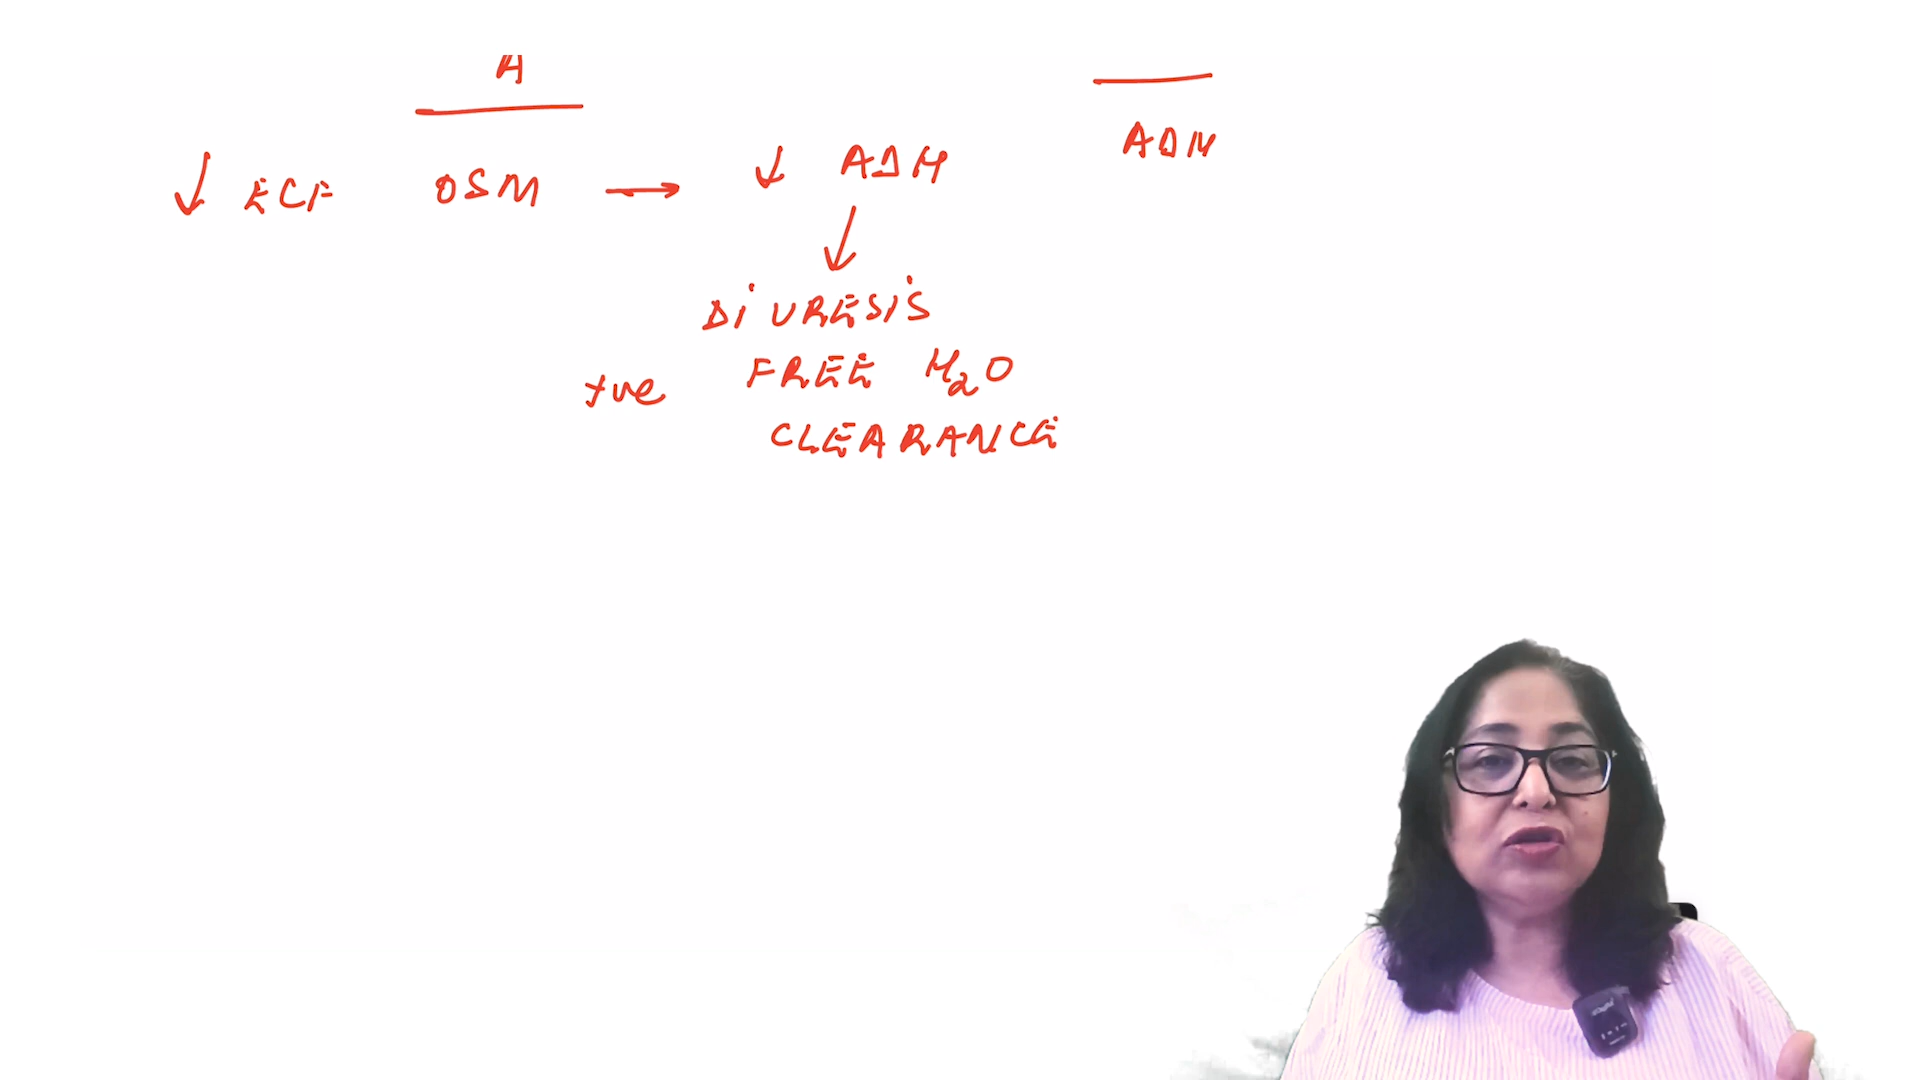 A
ADH
↓ ECF OSM → ↓ ADH
↓
DIURESIS
+ve FREE H₂O
CLEARANCE